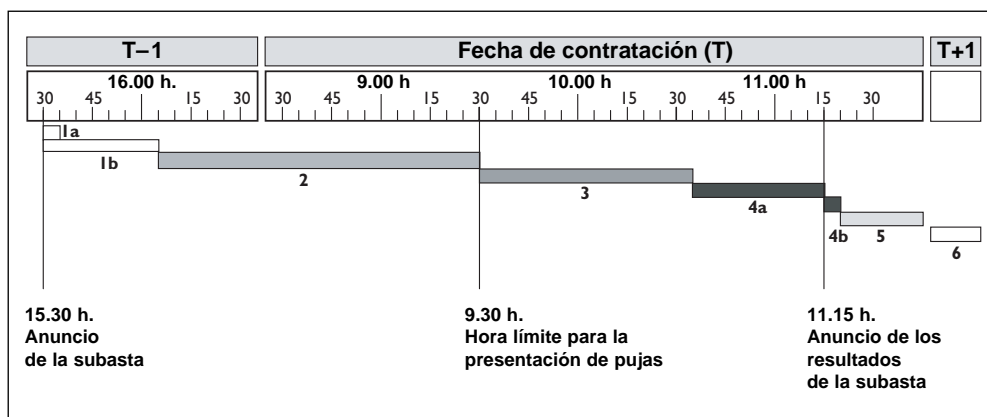 T–1 Fecha de contratación (T) T+1
16.00 h. 9.00 h 10.00 h 11.00 h
30 45 15 30 30 45 15 30 45 15 30 45 15 30
1a
1b
2
3
4a
4b 5
6
15.30 h. 9.30 h. 11.15 h.
Anuncio Hora límite para la Anuncio de los
de la subasta presentación de pujas resultados
de la subasta